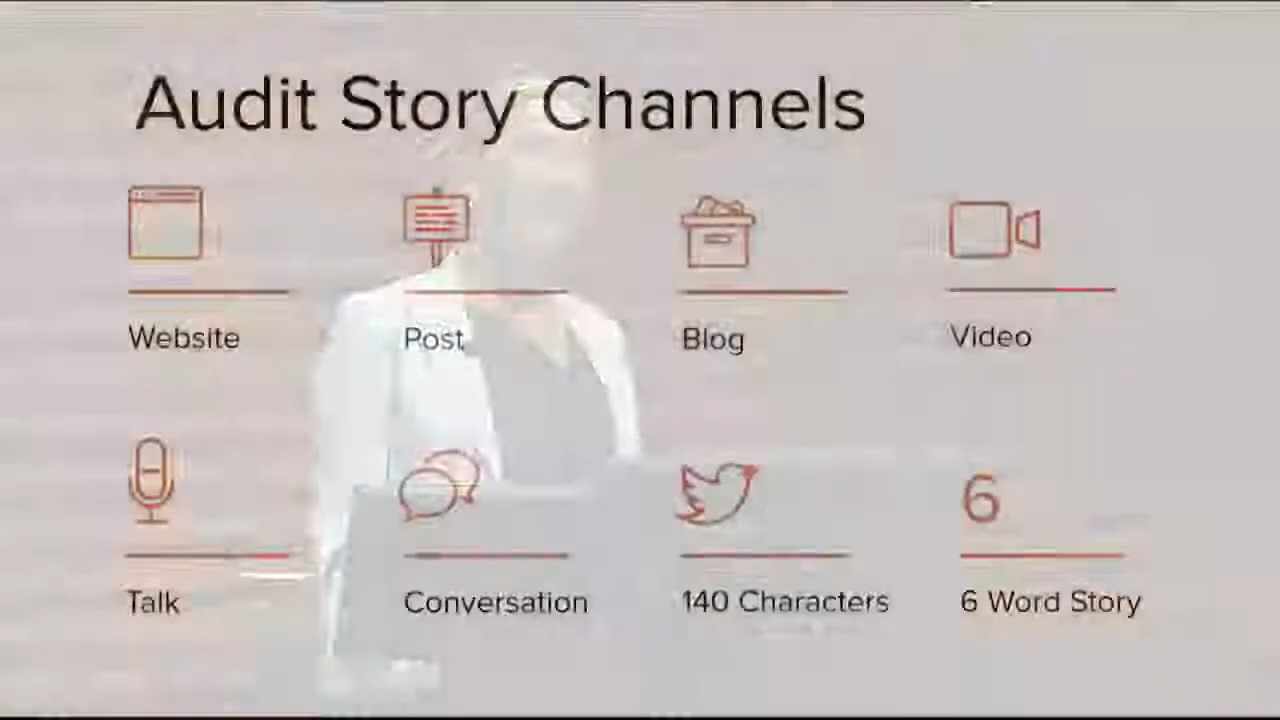 Audit Story Channels
Website
Post
Blog
Video
6
Talk
Conversation
140 Characters
6 Word Story